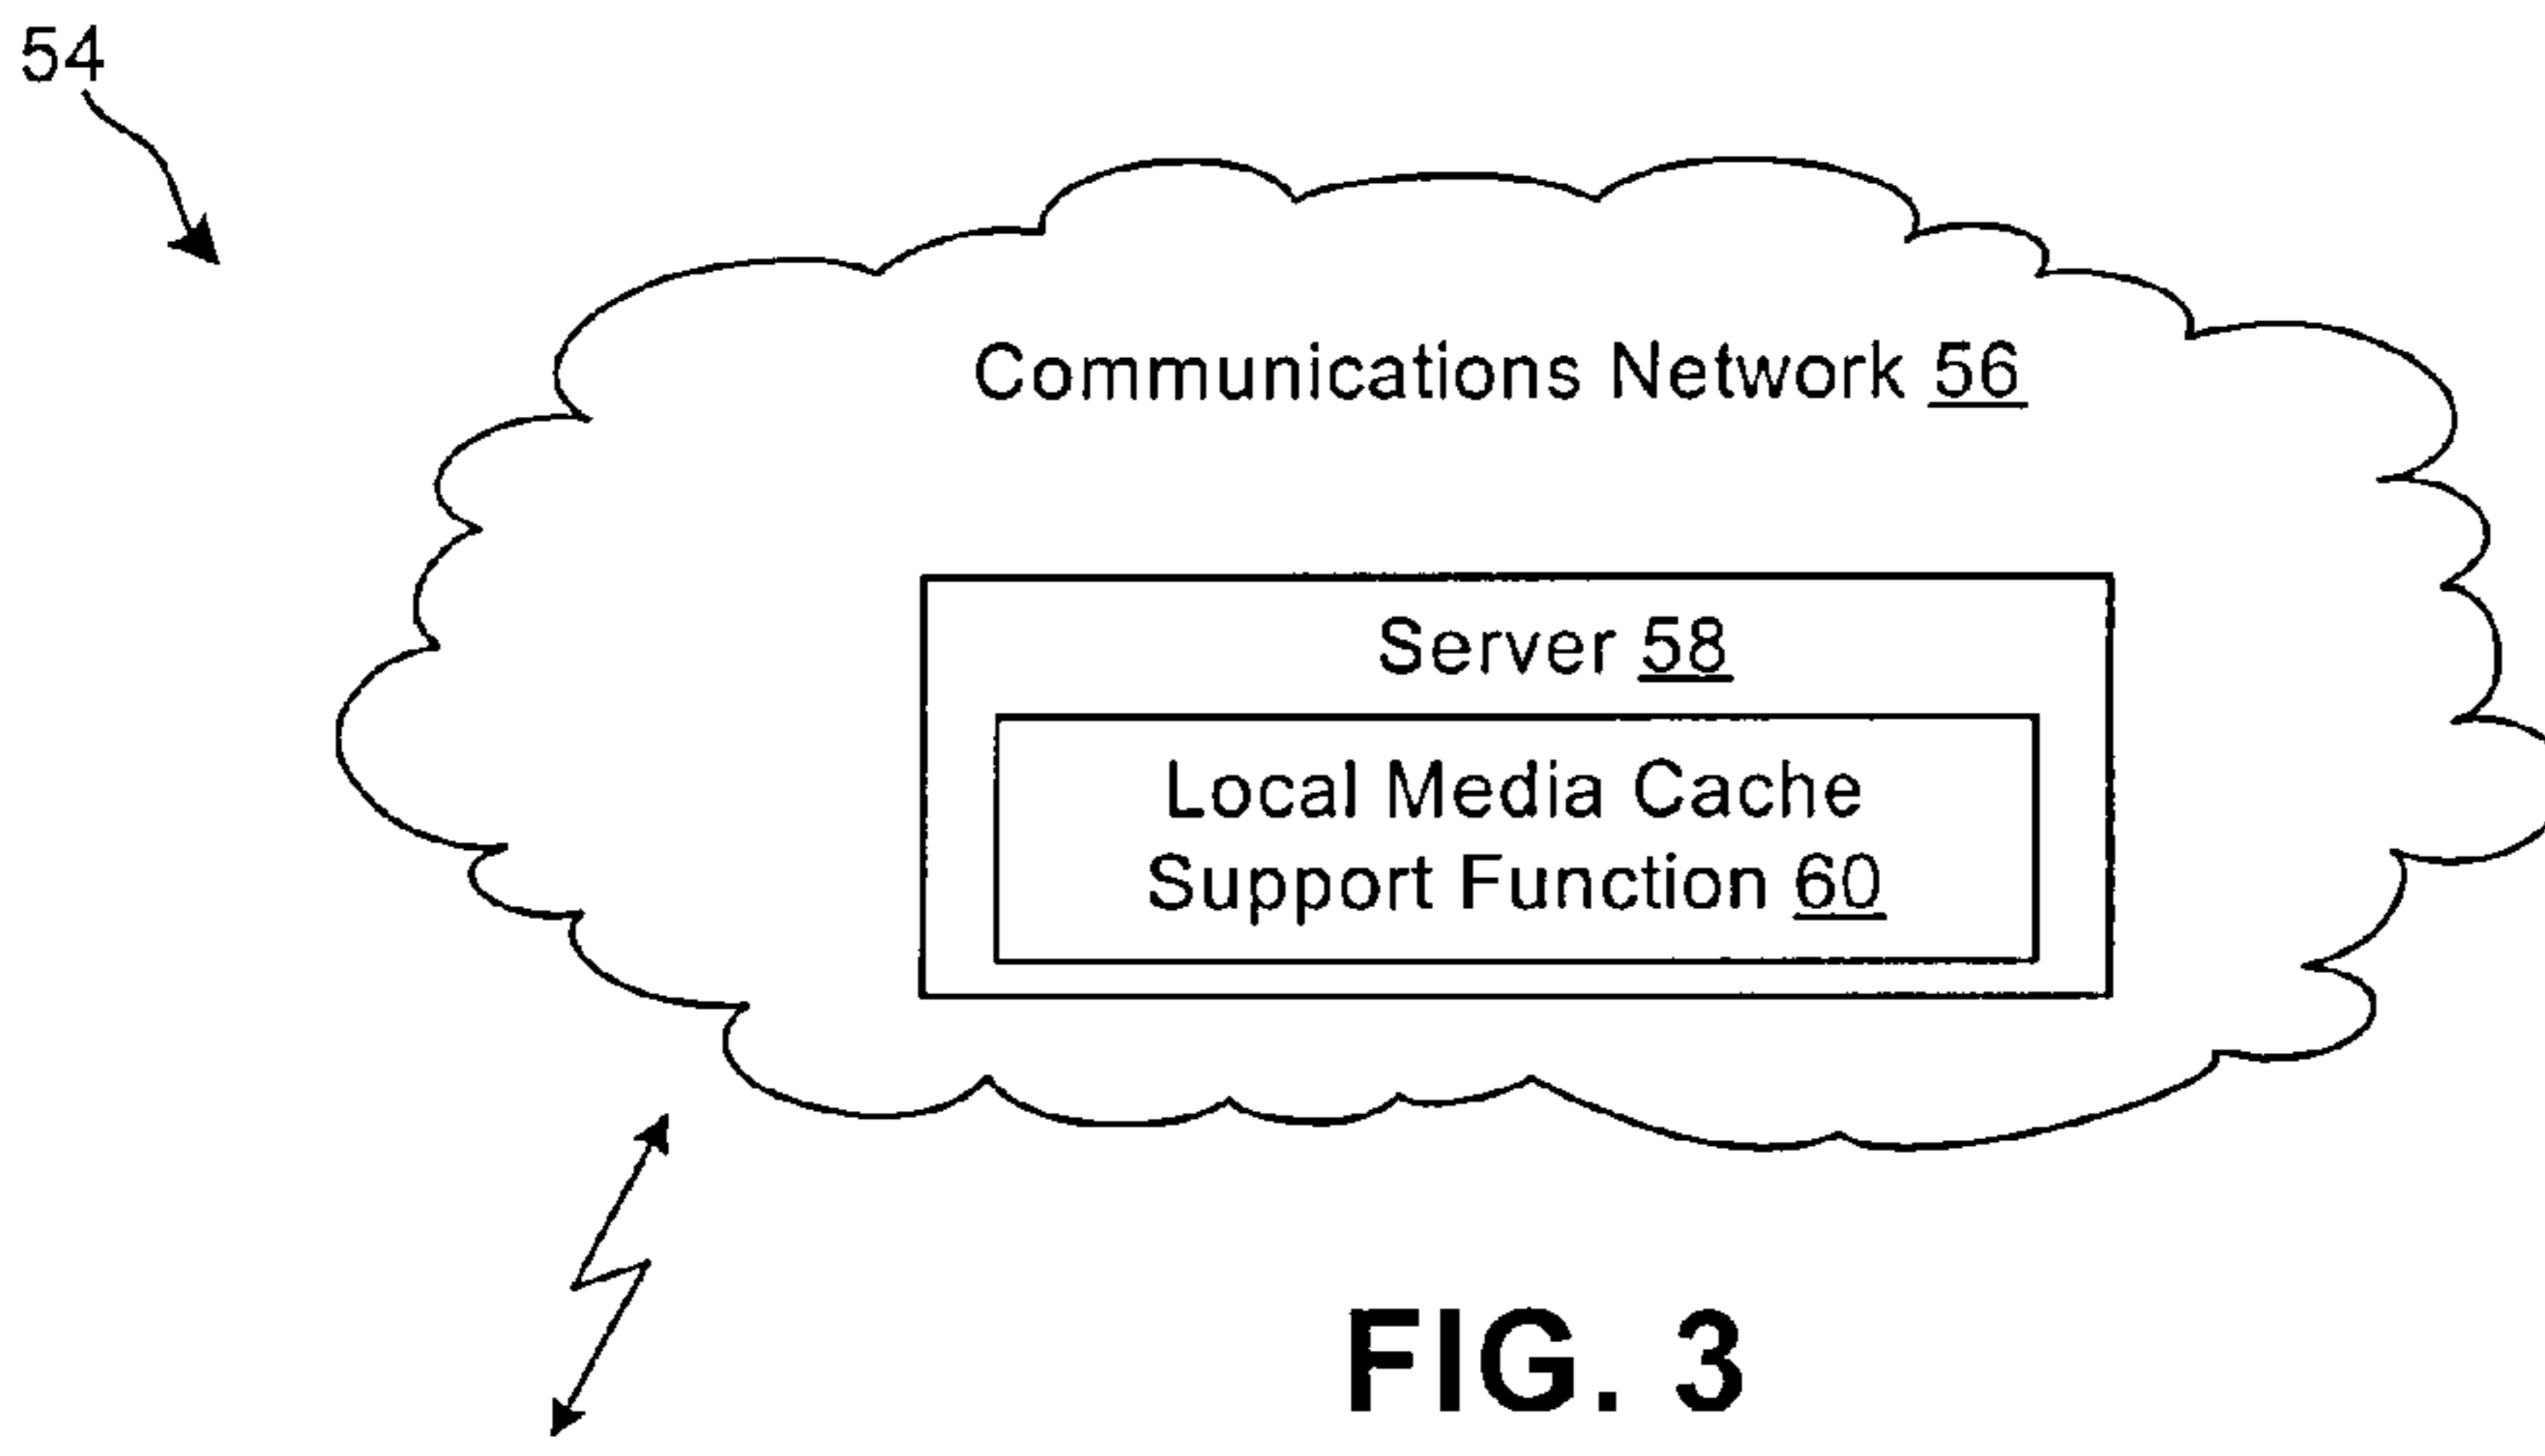 54
Communications Network 56
Server 58
Local Media Cache
Support Function 60
FIG. 3